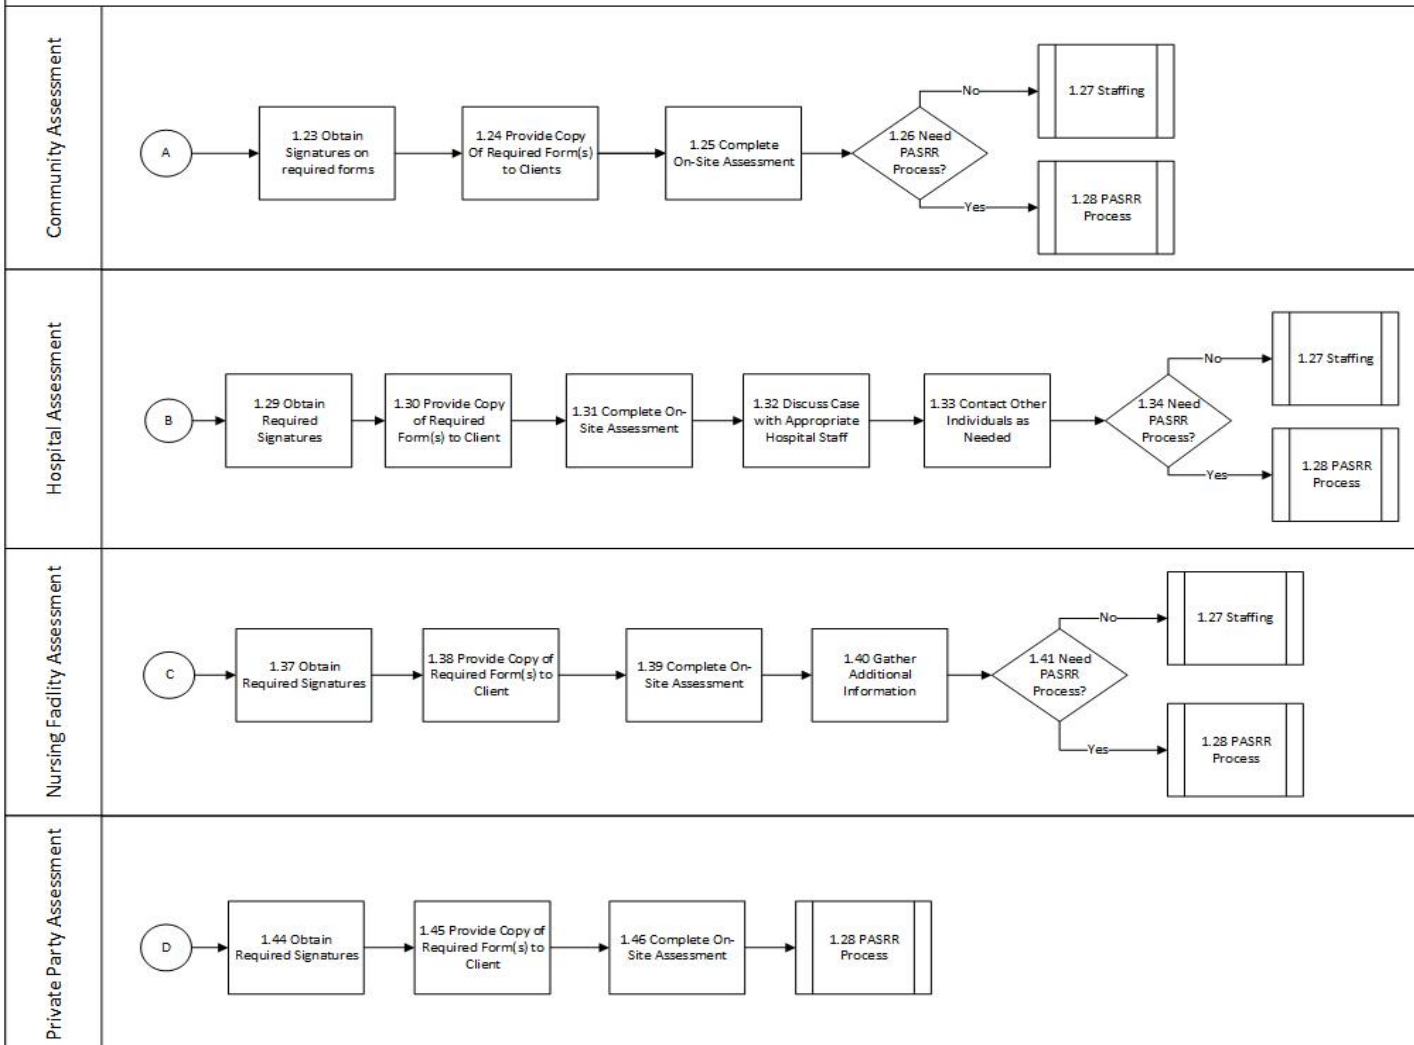 Community Assessment
A
1.23 Obtain
Signatures on
required forms
1.24 Provide Copy
Of Required Form(s)
to Clients
1.25 Complete
On-Site Assessment
1.26 Need
PASRR
Process?
No
1.27 Staffing
Yes
1.28 PASRR
Process
Hospital Assessment
B
1.29 Obtain
Required
Signatures
1.30 Provide Copy
of Required
Form(s) to Client
1.31 Complete On-
Site Assessment
1.32 Discuss Case
with Appropriate
Hospital Staff
1.33 Contact Other
Individuals as
Needed
1.34 Need
PASRR
Process?
No
1.27 Staffing
Yes
1.28 PASRR
Process
Nursing Facility Assessment
C
1.37 Obtain
Required Signatures
1.38 Provide Copy of
Required Form(s) to
Client
1.39 Complete On-
Site Assessment
1.40 Gather
Additional
Information
1.41 Need
PASRR
Process?
No
1.27 Staffing
Yes
1.28 PASRR
Process
Private Party Assessment
D
1.44 Obtain
Required Signatures
1.45 Provide Copy of
Required Form(s) to
Client
1.46 Complete On-
Site Assessment
1.28 PASRR
Process